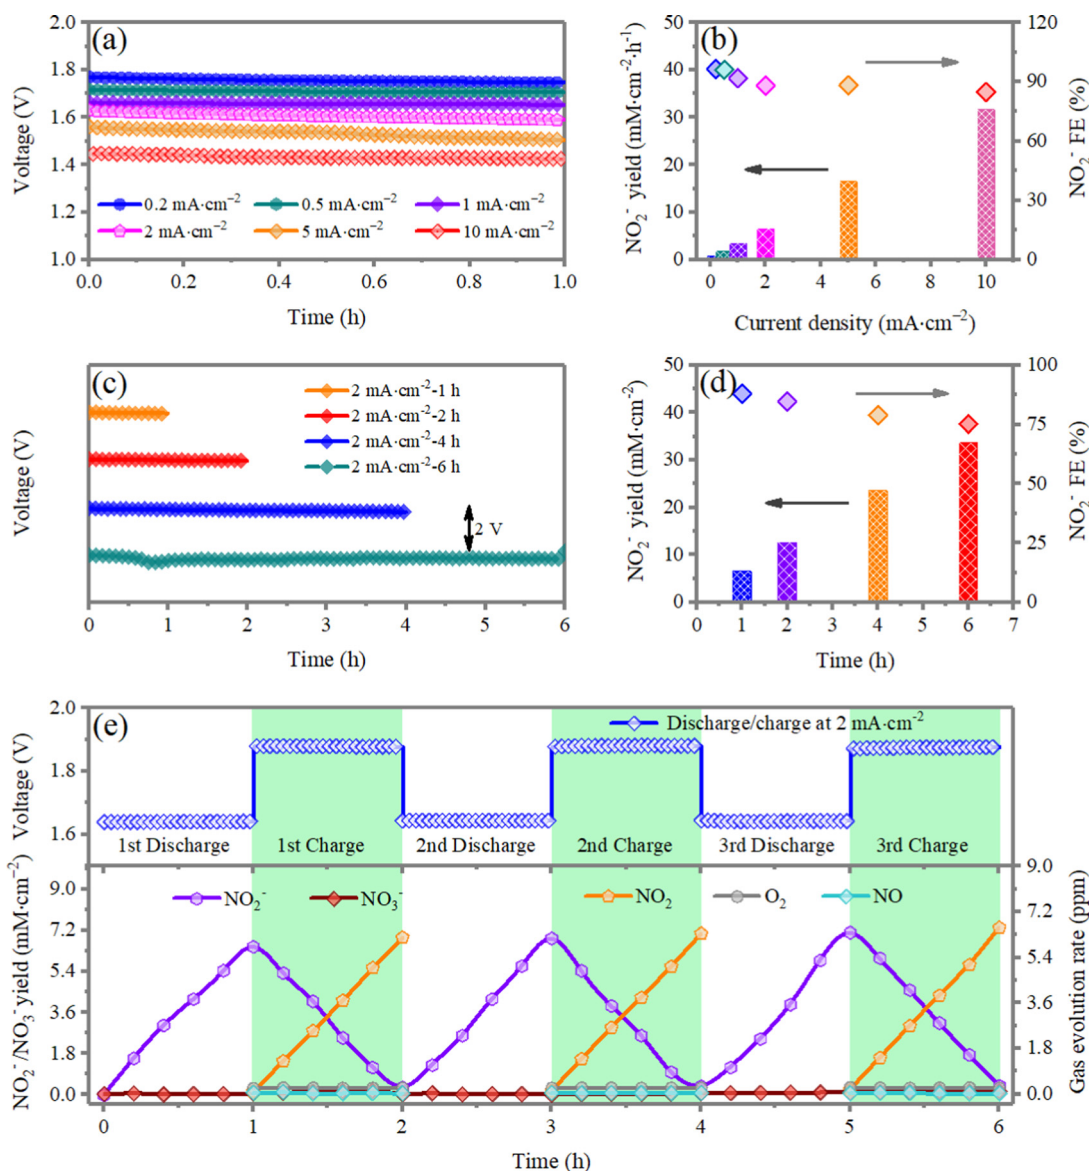 (a)
2.0
1.8
1.6
1.4
1.2
1.0
Voltage (V)
0.2 mA·cm⁻² 0.5 mA·cm⁻² 1 mA·cm⁻²
2 mA·cm⁻² 5 mA·cm⁻² 10 mA·cm⁻²
0.0 0.2 0.4 0.6 0.8 1.0
Time (h)
(b)
50
40
30
20
10
0
NO₂⁻ yield (mM·cm⁻²·h⁻¹)
120
90
60
30
0
NO₂⁻ FE (%)
0 2 4 6 8 10
Current density (mA·cm⁻²)
(c)
Voltage (V)
2 mA·cm⁻²-1 h
2 mA·cm⁻²-2 h
2 mA·cm⁻²-4 h
2 mA·cm⁻²-6 h
2 V
0 1 2 3 4 5 6
Time (h)
(d)
50
40
30
20
10
0
NO₂⁻ yield (mM·cm⁻²)
100
75
50
25
0
NO₂⁻ FE (%)
0 1 2 3 4 5 6 7
Time (h)
(e)
2.0
1.8
1.6
Voltage (V)
Discharge/charge at 2 mA·cm⁻²
1st Discharge 1st Charge 2nd Discharge 2nd Charge 3rd Discharge 3rd Charge
NO₂⁻ NO₃⁻ NO₂ O₂ NO
9.0
7.2
5.4
3.6
1.8
0.0
NO₂⁻/NO₃⁻ yield (mM·cm⁻²)
9.0
7.2
5.4
3.6
1.8
0.0
Gas evolution rate (ppm)
0 1 2 3 4 5 6
Time (h)